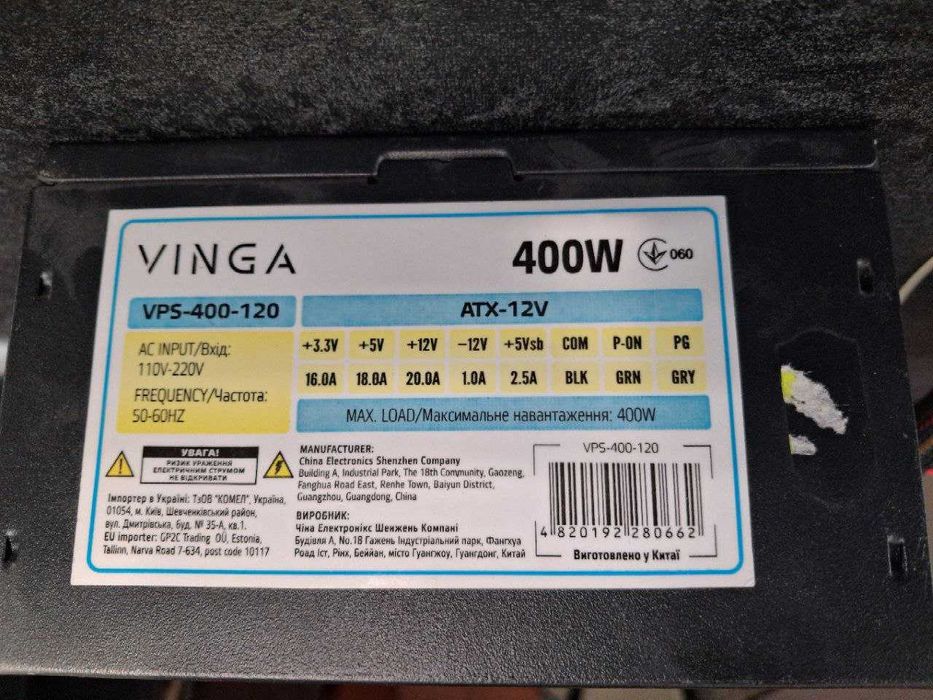 VINGA
400W
060
VPS-400-120
ATX-12V
AC INPUT/Вхід:
110V-220V
FREQUENCY/Частота:
50-60HZ
+3.3V +5V +12V –12V +5Vsb COM P-ON PG
16.0A 18.0A 20.0A 1.0A 2.5A BLK GRN GRY
MAX. LOAD/Максимальне навантаження: 400W
УВАГА!
РИЗИК УРАЖЕННЯ
ЕЛЕКТРИЧНИМ СТРУМОМ
НЕ ВІДКРИВАТИ
Імпортер в Україні: ТзОВ "КОМЕЛ", Україна,
01054, м. Київ, Шевченківський район,
вул. Дмитрівська, буд. № 35-А, кв.1.
EU importer: GP2C Trading OÜ, Estonia,
Tallinn, Narva Road 7-634, post code 10117
MANUFACTURER:
China Electronics Shenzhen Company
Building A, Industrial Park, The 18th Community, Gaozeng,
Fanghua Road East, Renhe Town, Baiyun District,
Guangzhou, Guangdong, China
ВИРОБНИК:
Чіна Електронікс Шенжень Компані
Будівля А, No.18 Гажень Індустріальний парк, Фангхуа
Роад Іст, Рінх, Беййан, місто Гуангжоу, Гуангдонг, Китай
VPS-400-120
4 820192 280662
Виготовлено у Китаї